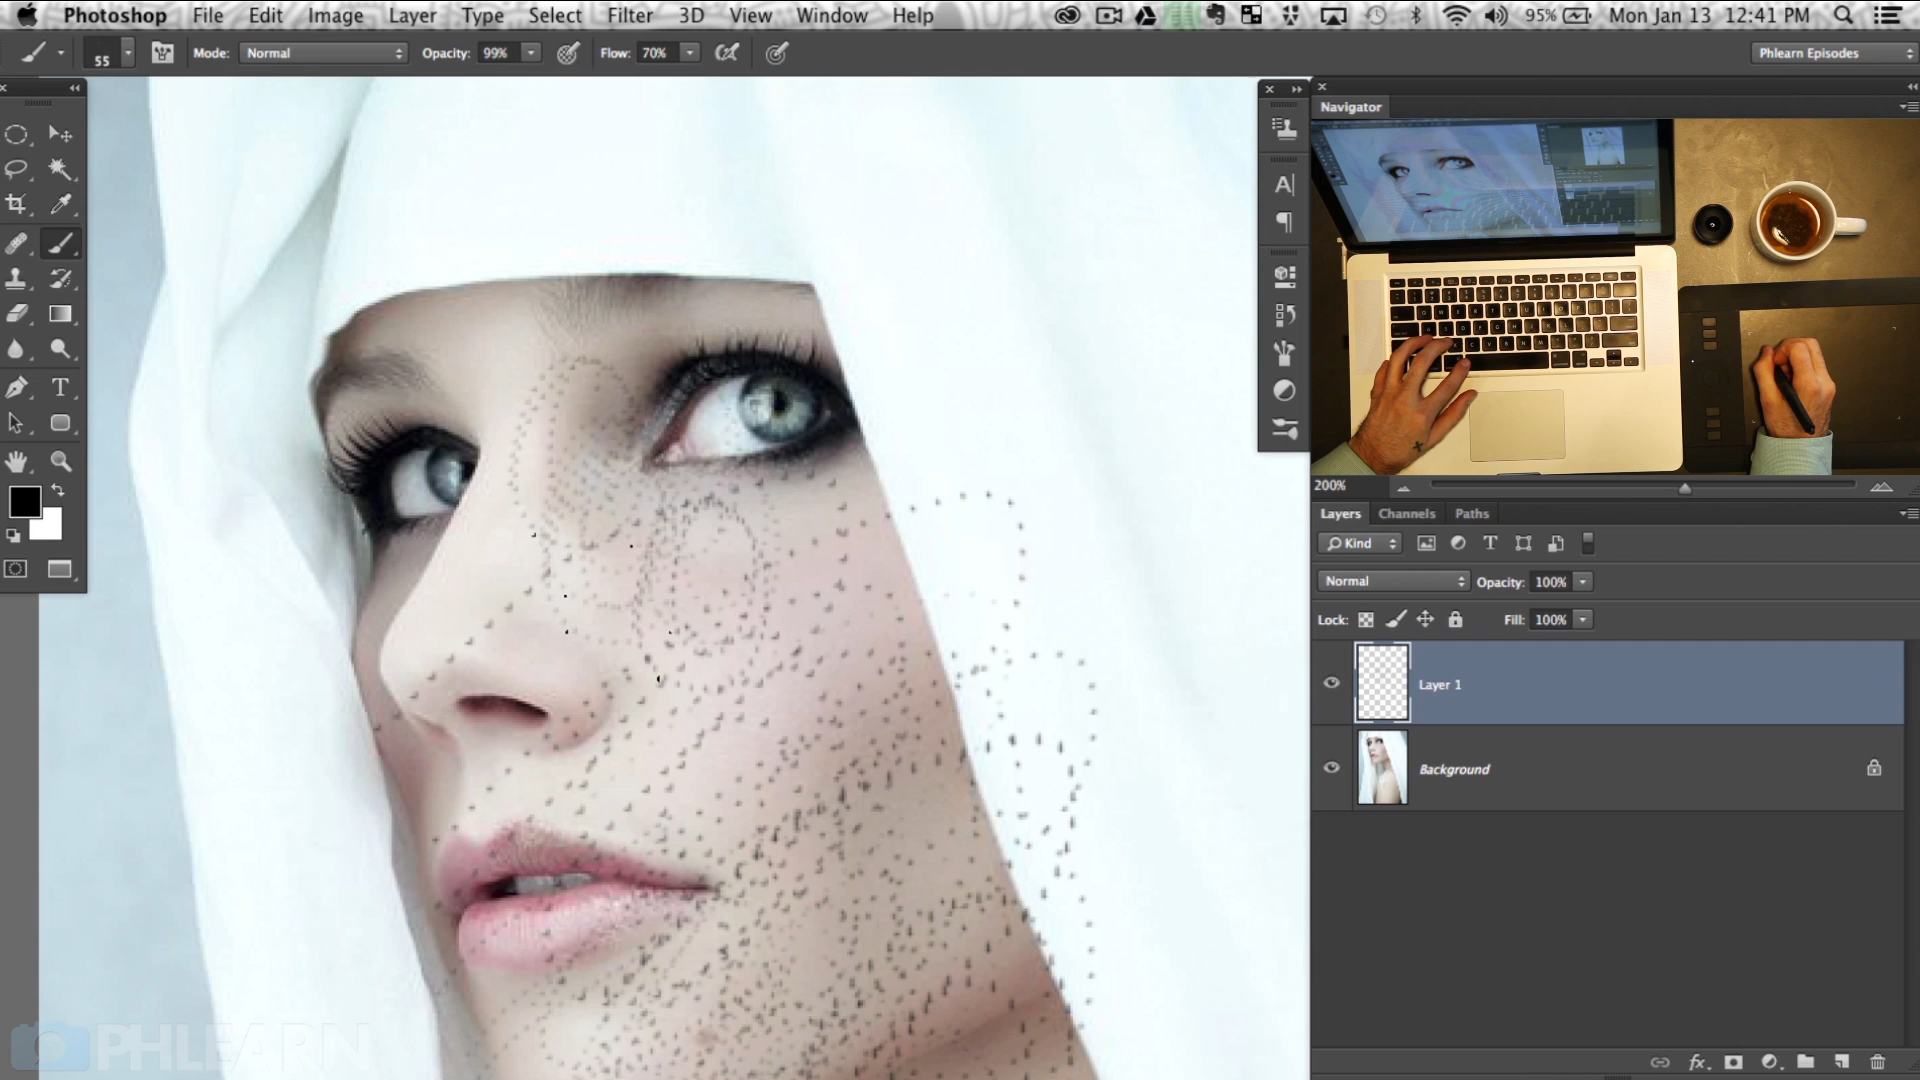 Photoshop File Edit Image Layer Type Select Filter 3D View Window Help 95% Mon Jan 13 12:41 PM
55 Mode: Normal Opacity: 99% Flow: 70% Phlearn Episodes
Navigator
A
T
200%
Layers Channels Paths
Kind T
Normal Opacity: 100%
Lock: Fill: 100%
Layer 1
Background
fx
PHLEARN